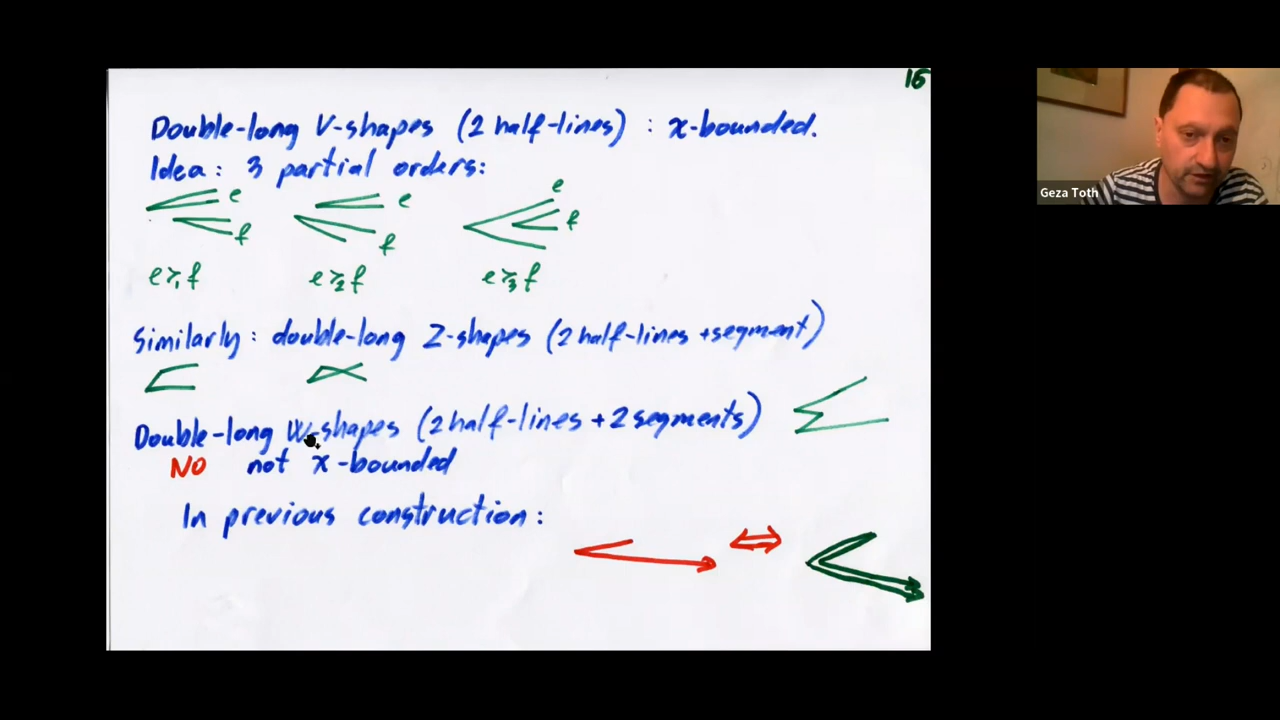 16
Double-long V-shapes (2 half-lines) : χ-bounded.
Idea: 3 partial orders:
e e e
f f f
e ≥₁ f e ≥₂ f e ≥₃ f
Similarly: double-long Z-shapes (2 half-lines + segment)
Double-long W-shapes (2 half-lines + 2 segments)
NO not χ-bounded
In previous construction:
Geza Toth